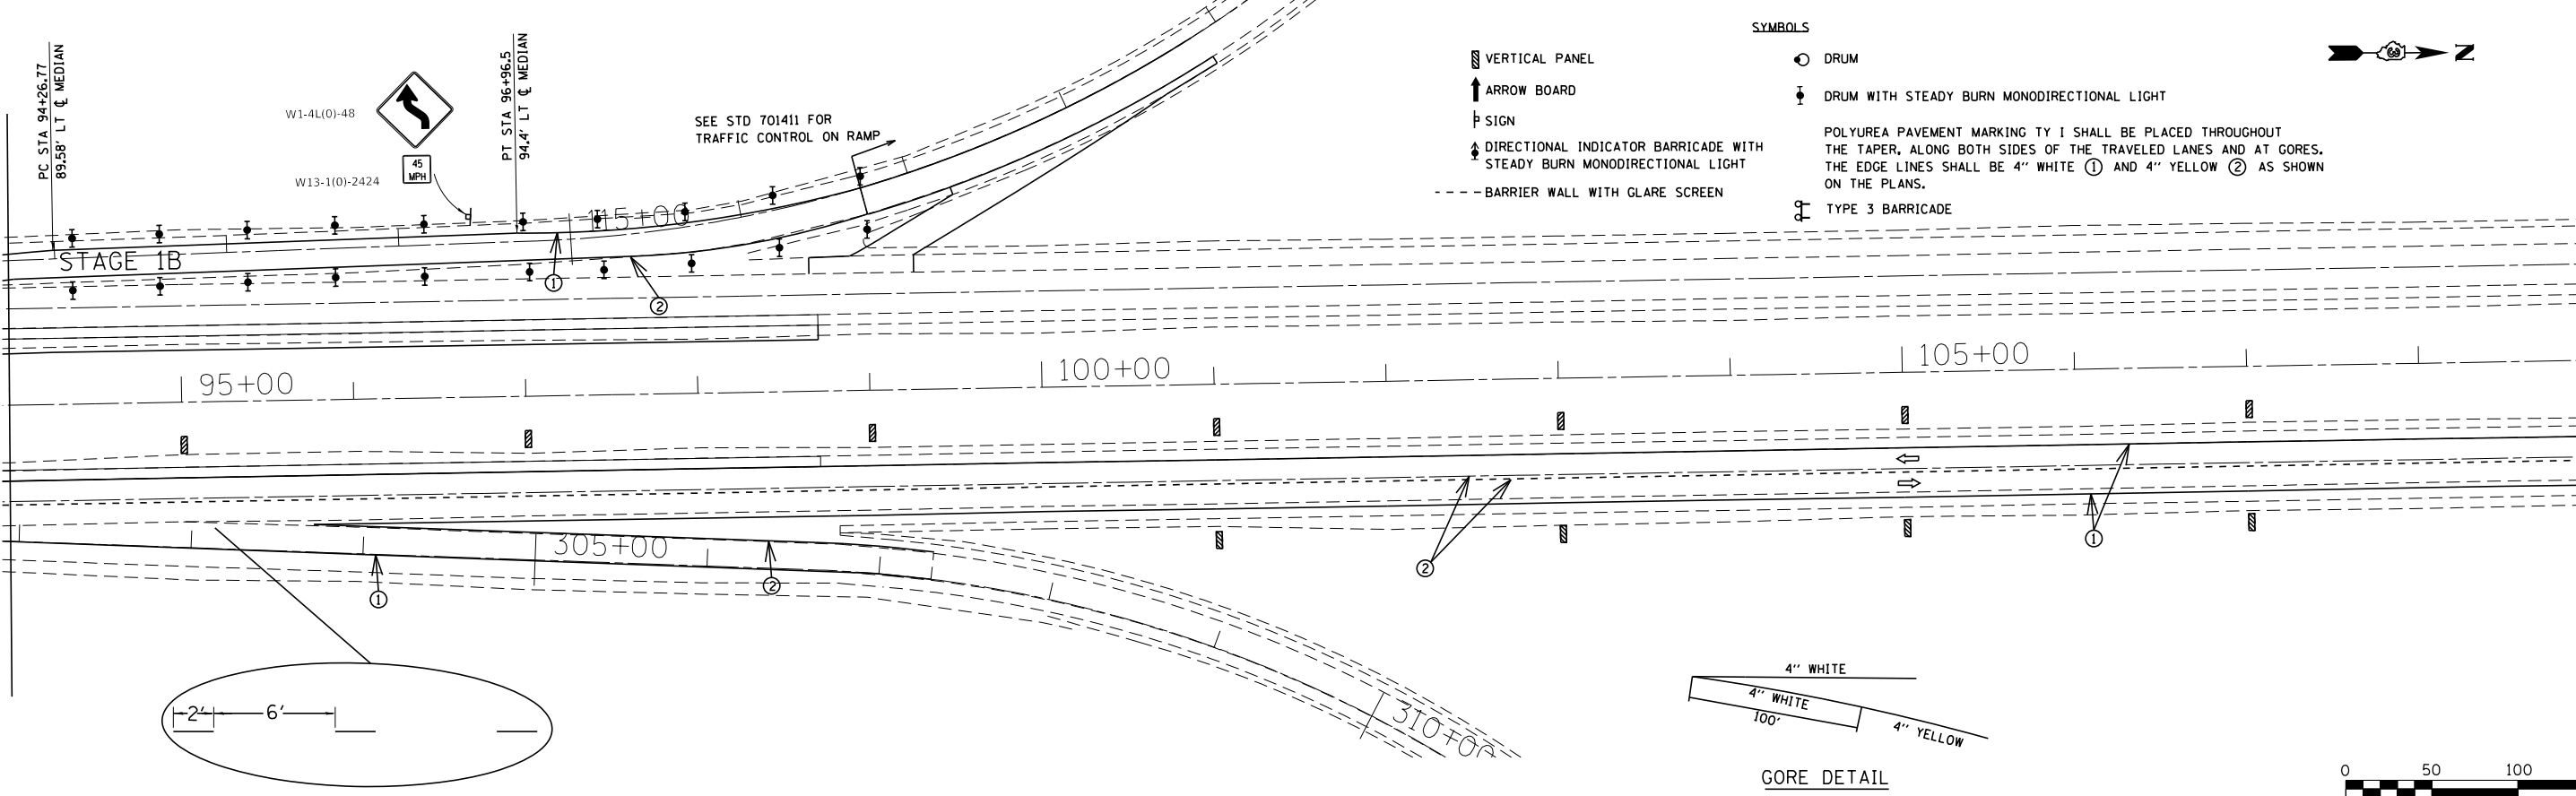 PC STA 94+26.77
89.58' LT ℄ MEDIAN
W1-4L(O)-48
45
MPH
W13-1(O)-2424
PT STA 96+96.5
94.4' LT ℄ MEDIAN
SEE STD 701411 FOR
TRAFFIC CONTROL ON RAMP
SYMBOLS
VERTICAL PANEL
ARROW BOARD
SIGN
DIRECTIONAL INDICATOR BARRICADE WITH
STEADY BURN MONODIRECTIONAL LIGHT
BARRIER WALL WITH GLARE SCREEN
DRUM
DRUM WITH STEADY BURN MONODIRECTIONAL LIGHT
POLYUREA PAVEMENT MARKING TY I SHALL BE PLACED THROUGHOUT
THE TAPER, ALONG BOTH SIDES OF THE TRAVELED LANES AND AT GORES.
THE EDGE LINES SHALL BE 4" WHITE ① AND 4" YELLOW ② AS SHOWN
ON THE PLANS.
TYPE 3 BARRICADE
Z
STAGE 1B
115+00
①
②
95+00
100+00
105+00
305+00
①
②
②
①
310+00
2'
6'
4'' WHITE
4'' WHITE
100'
4'' YELLOW
GORE DETAIL
0 50 100